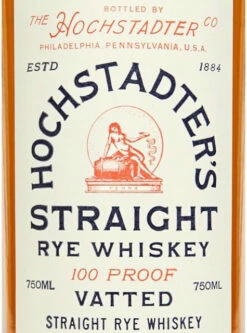 BOTTLED BY
THE HOCHSTADTER CO
PHILADELPHIA, PENNSYLVANIA, U.S.A.
ESTD 1884
HOCHSTADTER'S
PENNA
STRAIGHT
RYE WHISKEY
100 PROOF
750ML VATTED 750ML
STRAIGHT RYE WHISKEY